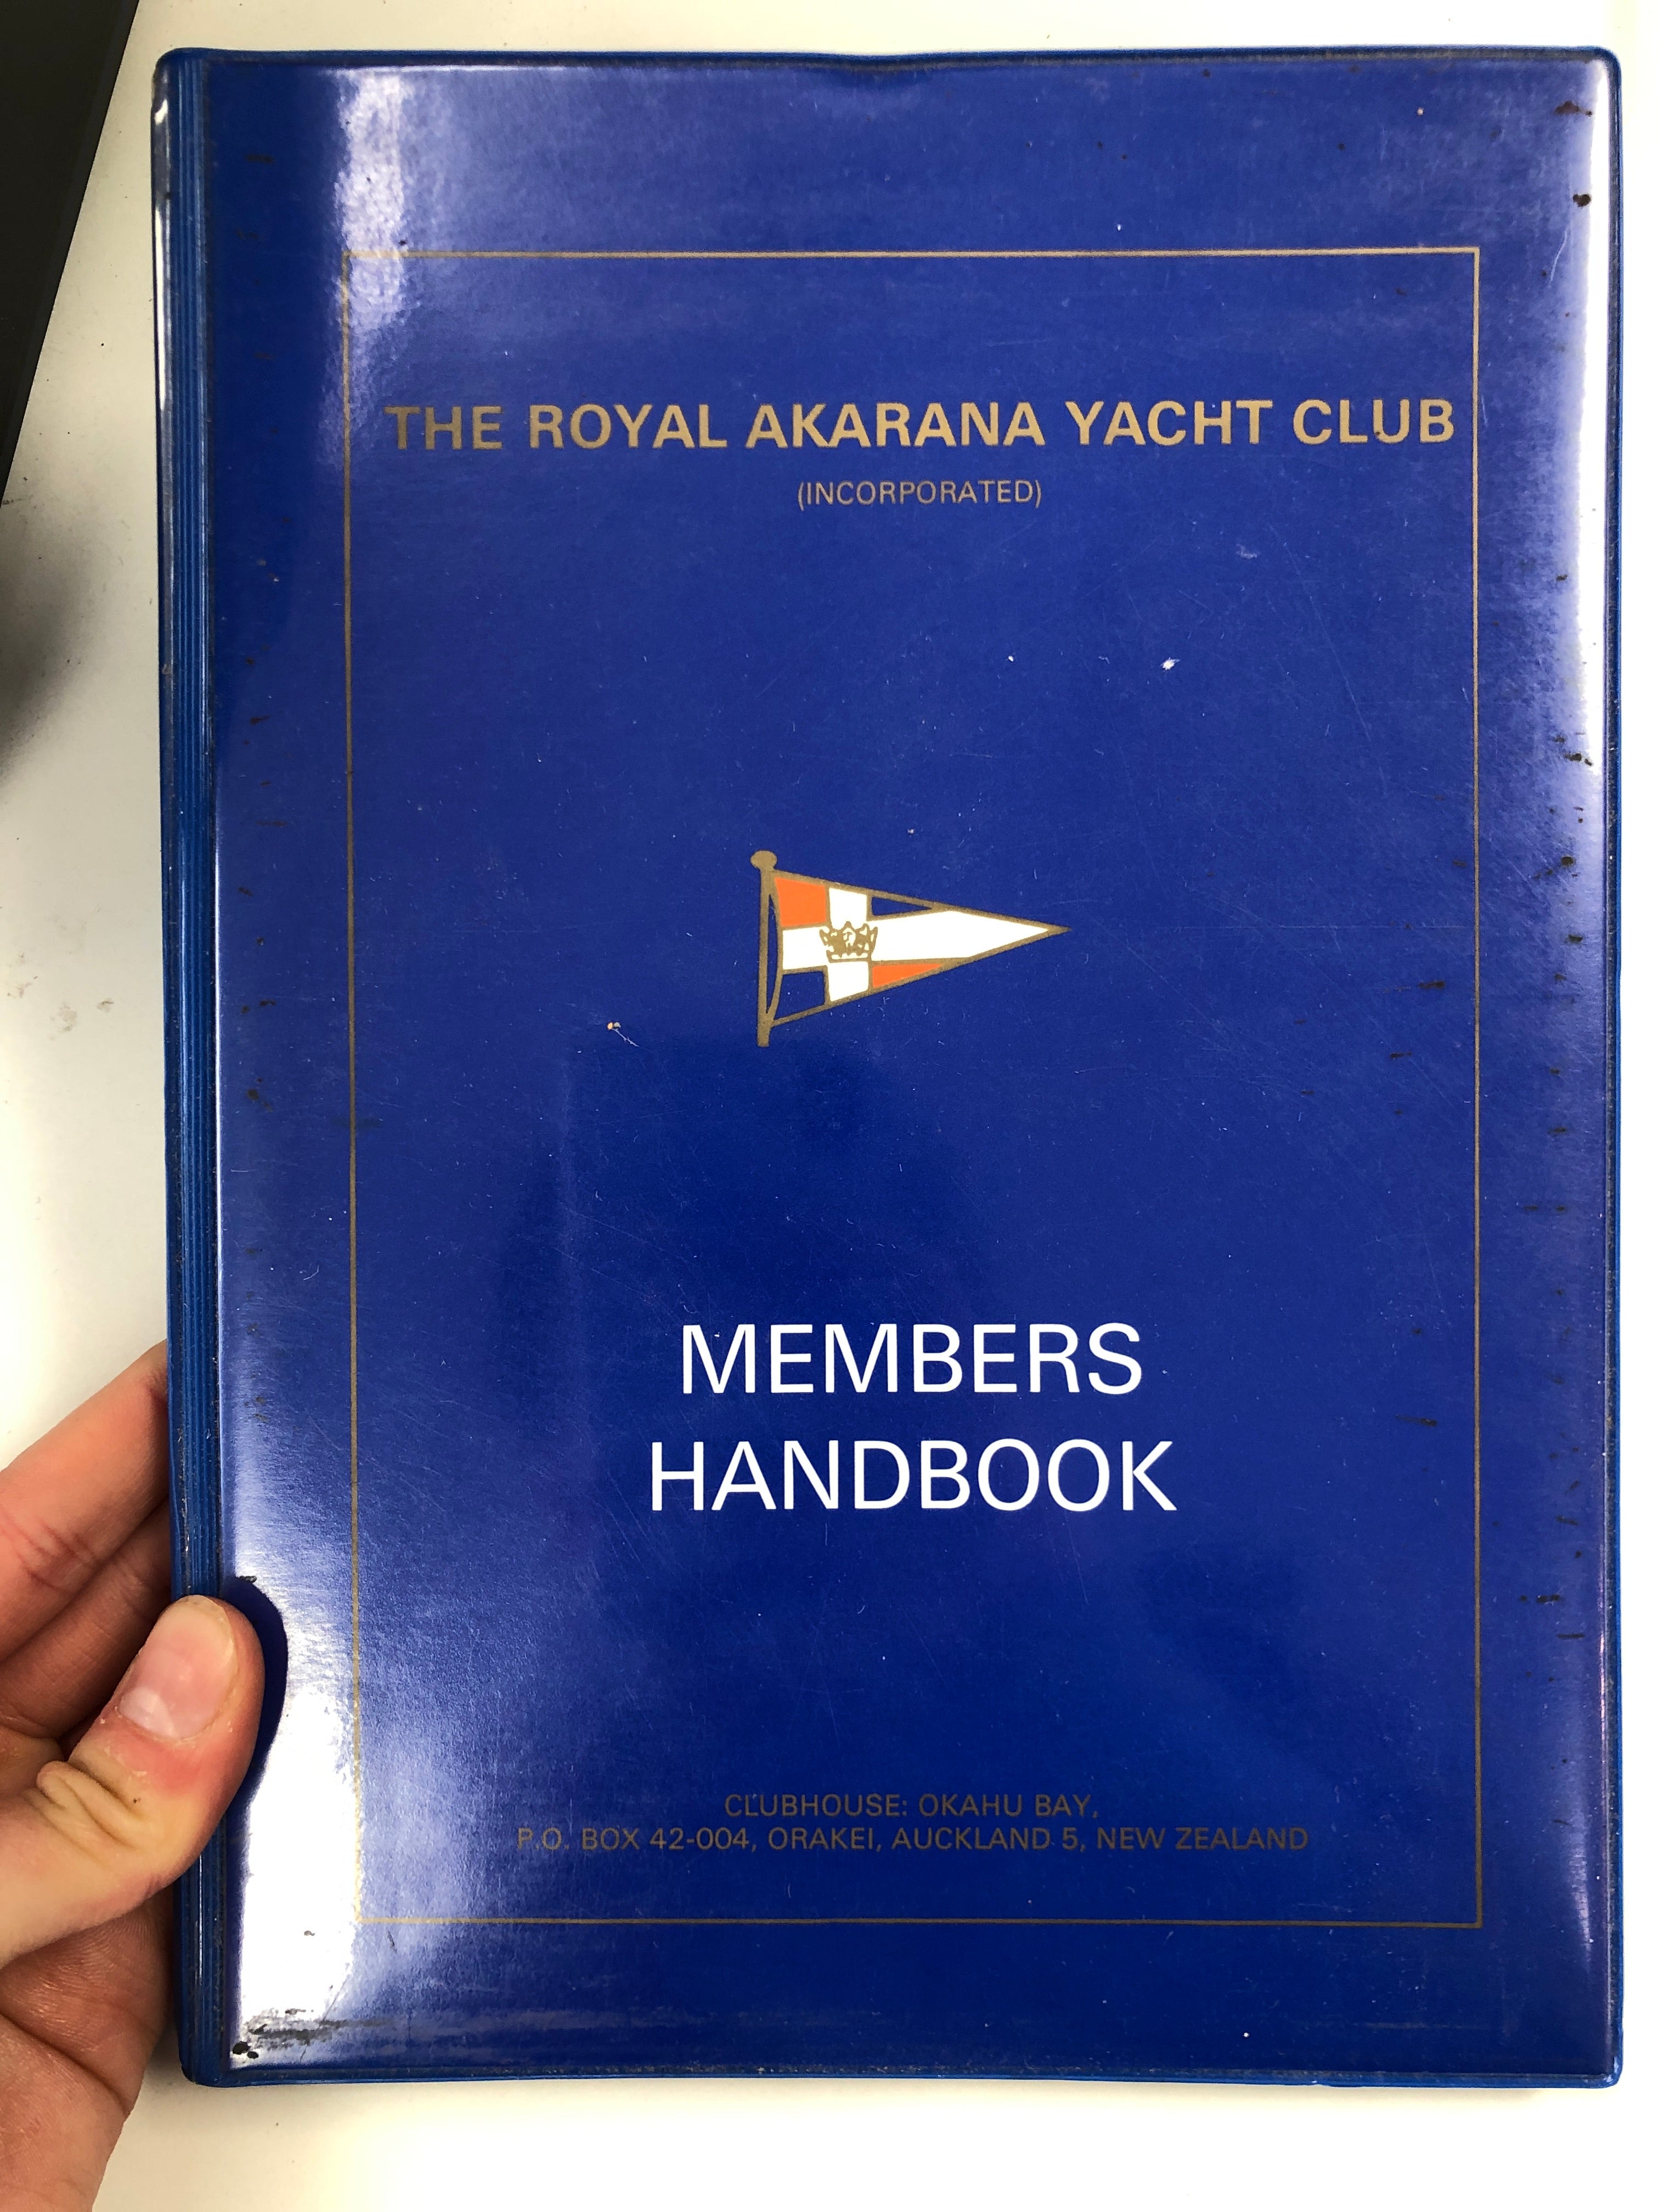 THE ROYAL AKARANA YACHT CLUB
(INCORPORATED)
MEMBERS
HANDBOOK
CLUBHOUSE: OKAHU BAY,
P.O. BOX 42-004, ORAKEI, AUCKLAND 5, NEW ZEALAND